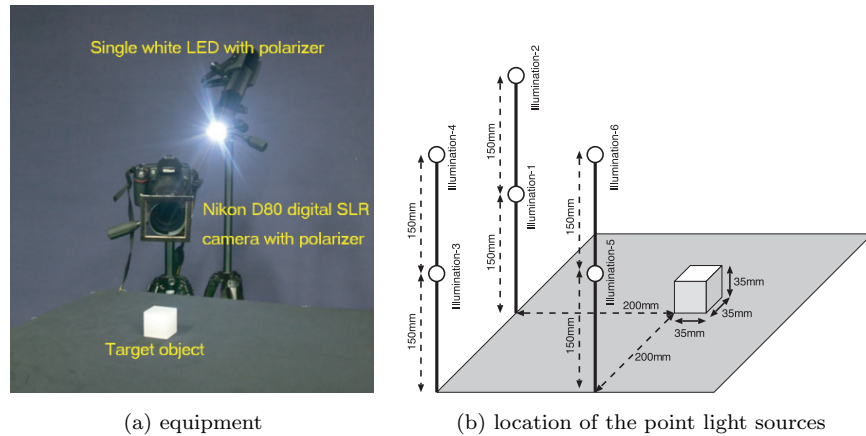 Single white LED with polarizer
Nikon D80 digital SLR
camera with polarizer
Target object
(a) equipment
Illumination-2
Illumination-4
Illumination-6
150mm
150mm
150mm
Illumination-1
Illumination-3
Illumination-5
150mm
150mm
150mm
200mm
200mm
35mm
35mm
35mm
(b) location of the point light sources